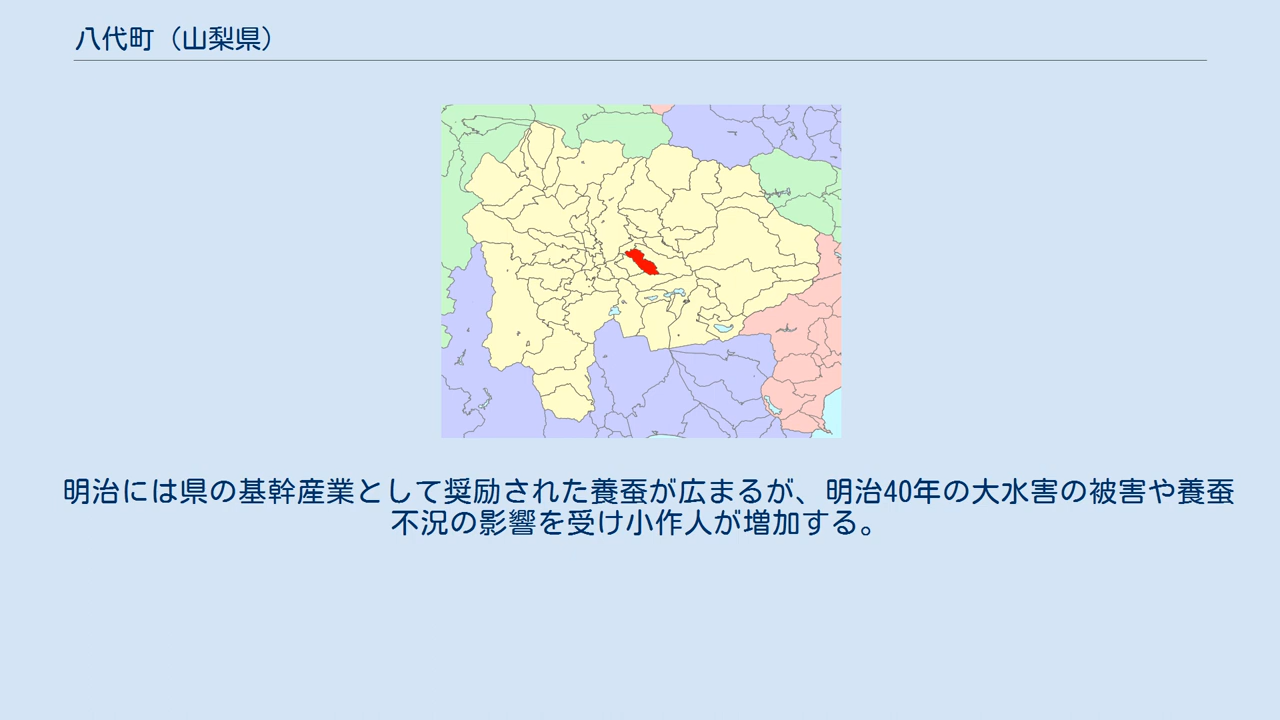 八代町（山梨県）
明治には県の基幹産業として奨励された養蚕が広まるが、明治40年の大水害の被害や養蚕
不況の影響を受け小作人が増加する。